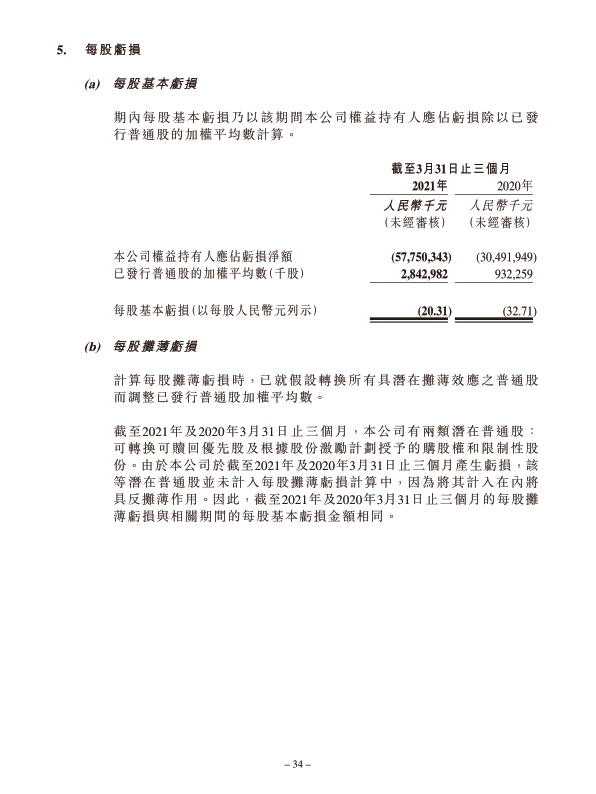 5. 每股虧損
(a) 每股基本虧損
期內每股基本虧損乃以該期間本公司權益持有人應佔虧損除以已發
行普通股的加權平均數計算。
截至3月31日止三個月
2021年 2020年
人民幣千元 人民幣千元
(未經審核) (未經審核)
本公司權益持有人應佔虧損淨額 (57,750,343) (30,491,949)
已發行普通股的加權平均數(千股) 2,842,982 932,259
每股基本虧損(以每股人民幣元列示) (20.31) (32.71)
(b) 每股攤薄虧損
計算每股攤薄虧損時，已就假設轉換所有具潛在攤薄效應之普通股
而調整已發行普通股加權平均數。
截至2021年及2020年3月31日止三個月，本公司有兩類潛在普通股：
可轉換可贖回優先股及根據股份激勵計劃授予的購股權和限制性股
份。由於本公司於截至2021年及2020年3月31日止三個月產生虧損，該
等潛在普通股並未計入每股攤薄虧損計算中，因為將其計入在內將
具反攤薄作用。因此，截至2021年及2020年3月31日止三個月的每股攤
薄虧損與相關期間的每股基本虧損金額相同。
– 34 –